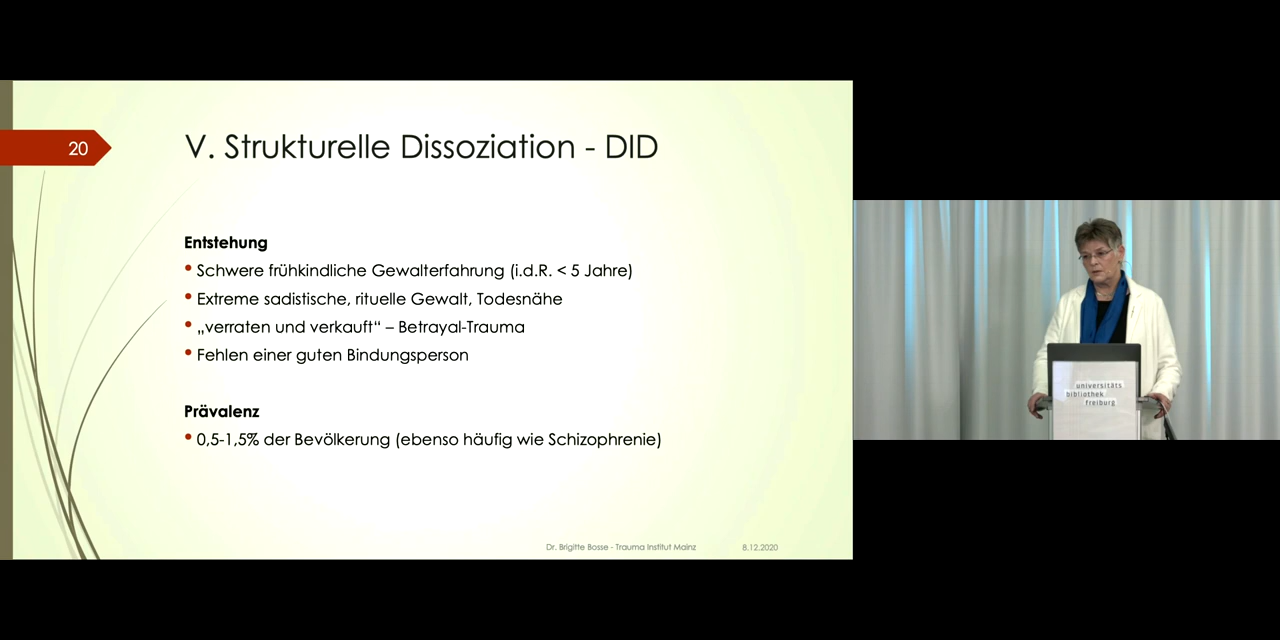 20
V. Strukturelle Dissoziation - DID
Entstehung
• Schwere frühkindliche Gewalterfahrung (i.d.R. < 5 Jahre)
• Extreme sadistische, rituelle Gewalt, Todesnähe
• „verraten und verkauft“ – Betrayal-Trauma
• Fehlen einer guten Bindungsperson
Prävalenz
• 0,5-1,5% der Bevölkerung (ebenso häufig wie Schizophrenie)
Dr. Brigitte Bosse - Trauma Institut Mainz
8.12.2020
universitäts
bibliothek
freiburg